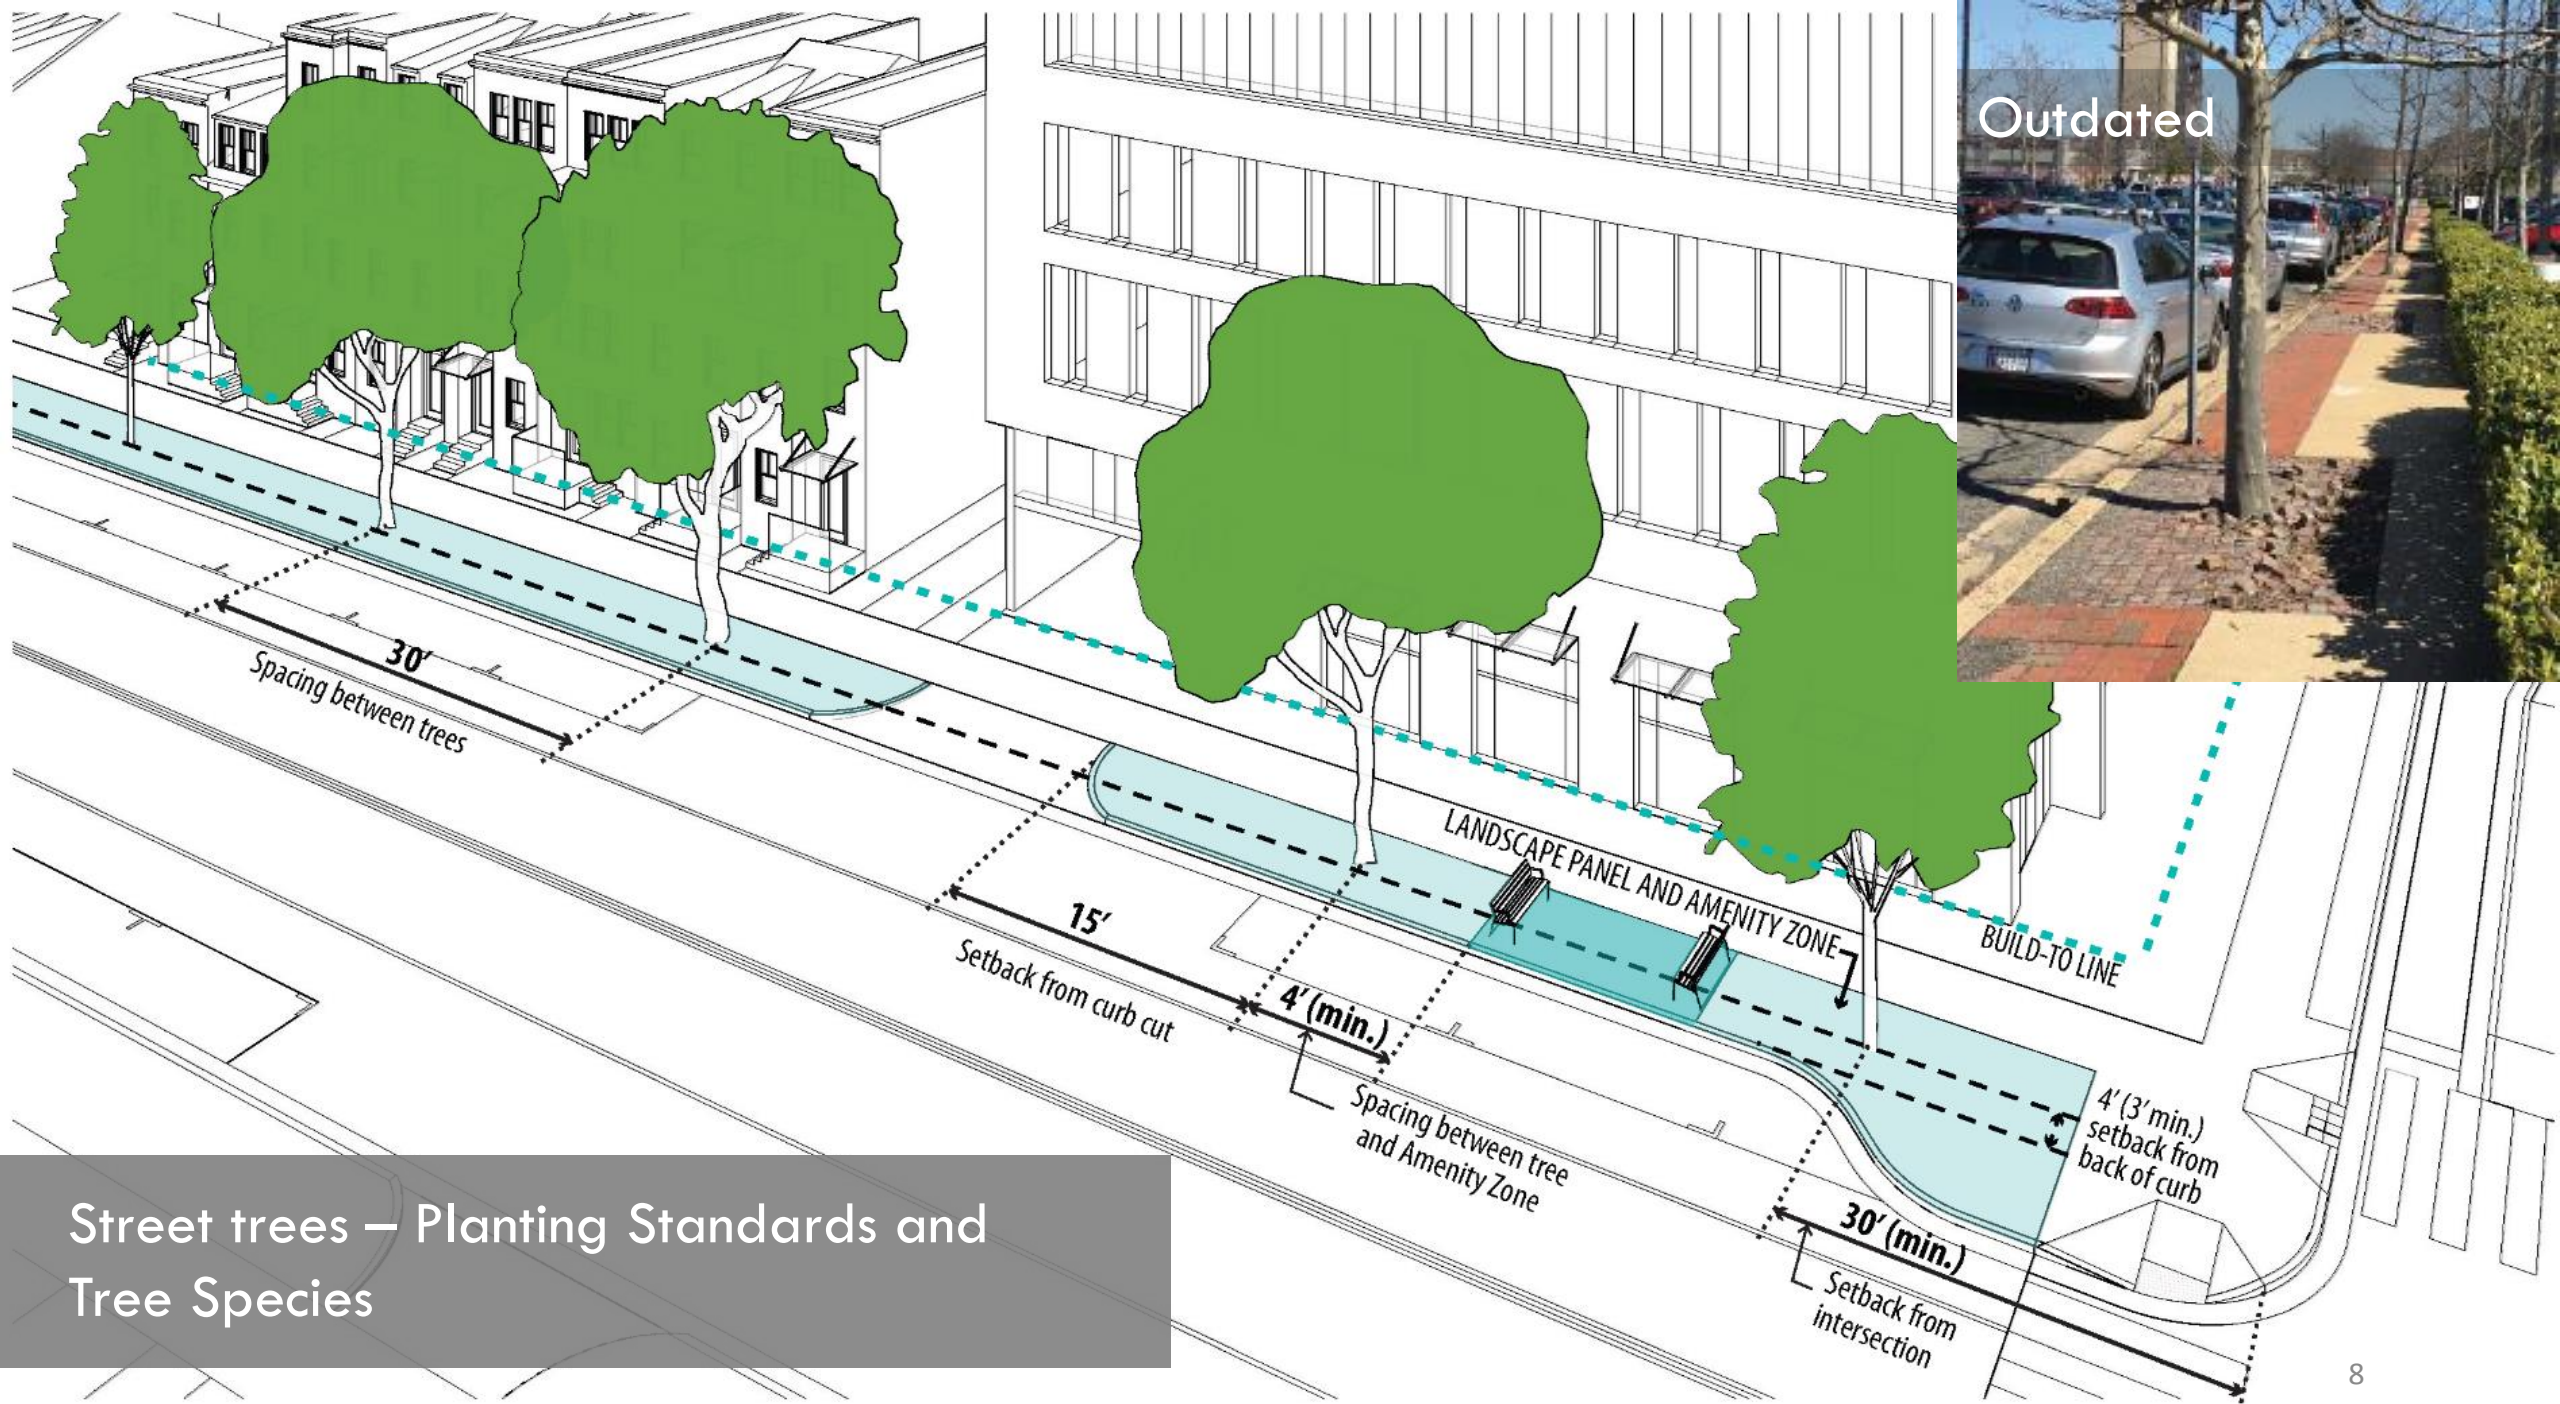 Outdated
30'
Spacing between trees
15'
Setback from curb cut
4' (min.)
Spacing between tree
and Amenity Zone
LANDSCAPE PANEL AND AMENITY ZONE
BUILD-TO LINE
4' (3' min.)
setback from
back of curb
30' (min.)
Setback from
intersection
Street trees – Planting Standards and
Tree Species
8